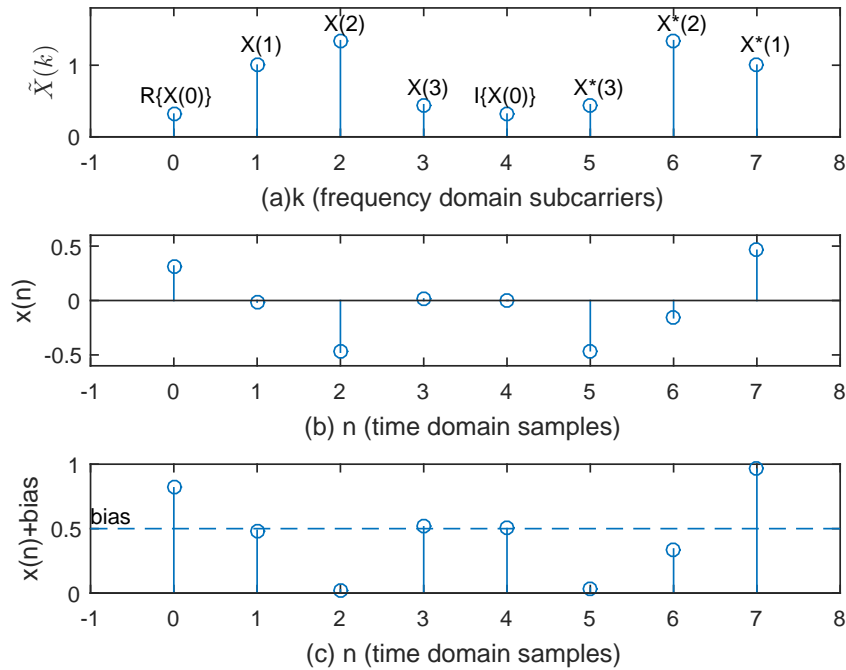 X(2)
X*(2)
X(1)
X*(1)
X̃(k)
1
R{X(0)}
X(3)
I{X(0)}
X*(3)
0
-1 0 1 2 3 4 5 6 7 8
(a)k (frequency domain subcarriers)
0.5
x(n)
0
-0.5
-1 0 1 2 3 4 5 6 7 8
(b) n (time domain samples)
1
x(n)+bias
bias
0.5
0
-1 0 1 2 3 4 5 6 7 8
(c) n (time domain samples)